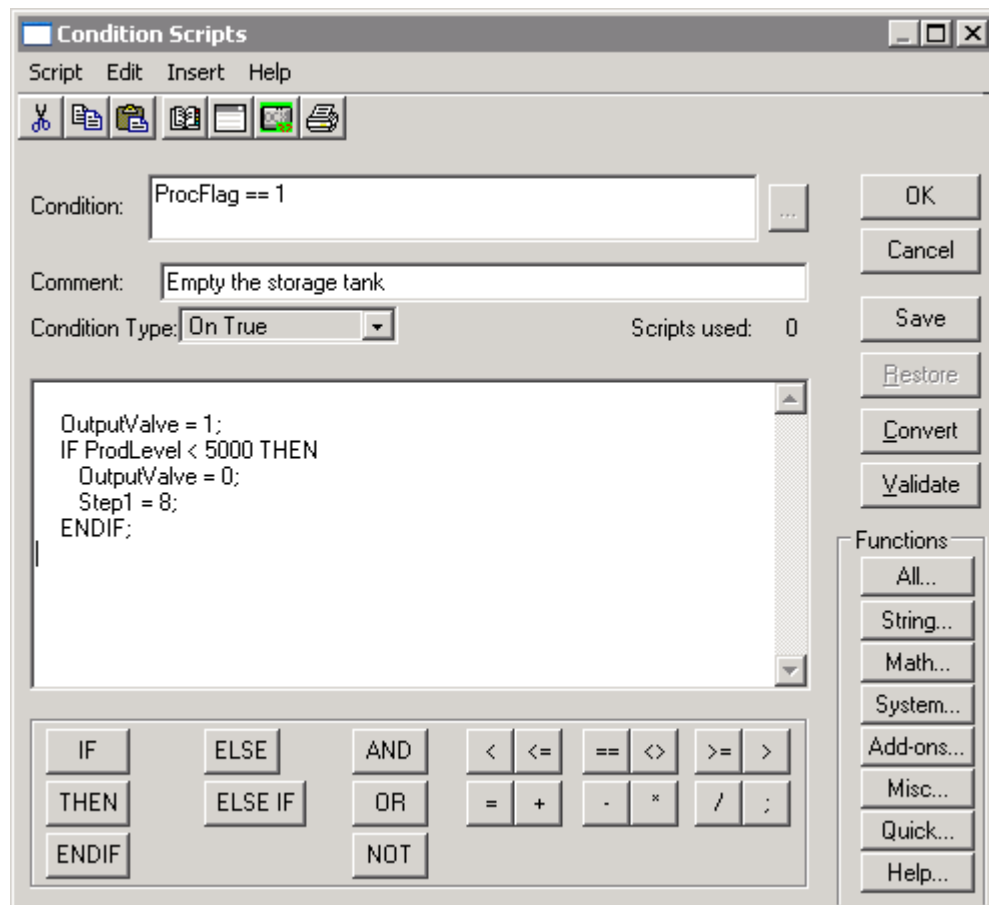 Condition Scripts
Script Edit Insert Help
Condition: ProcFlag == 1
...
OK
Cancel
Comment: Empty the storage tank
Condition Type: On True
Scripts used: 0
Save
Restore
Convert
Validate
OutputValve = 1;
IF ProdLevel < 5000 THEN
OutputValve = 0;
Step1 = 8;
ENDIF;
Functions
All...
String...
Math...
System...
Add-ons...
Misc...
Quick...
Help...
IF ELSE AND < <= == <> >= >
THEN ELSE IF OR = + - * / ;
ENDIF NOT